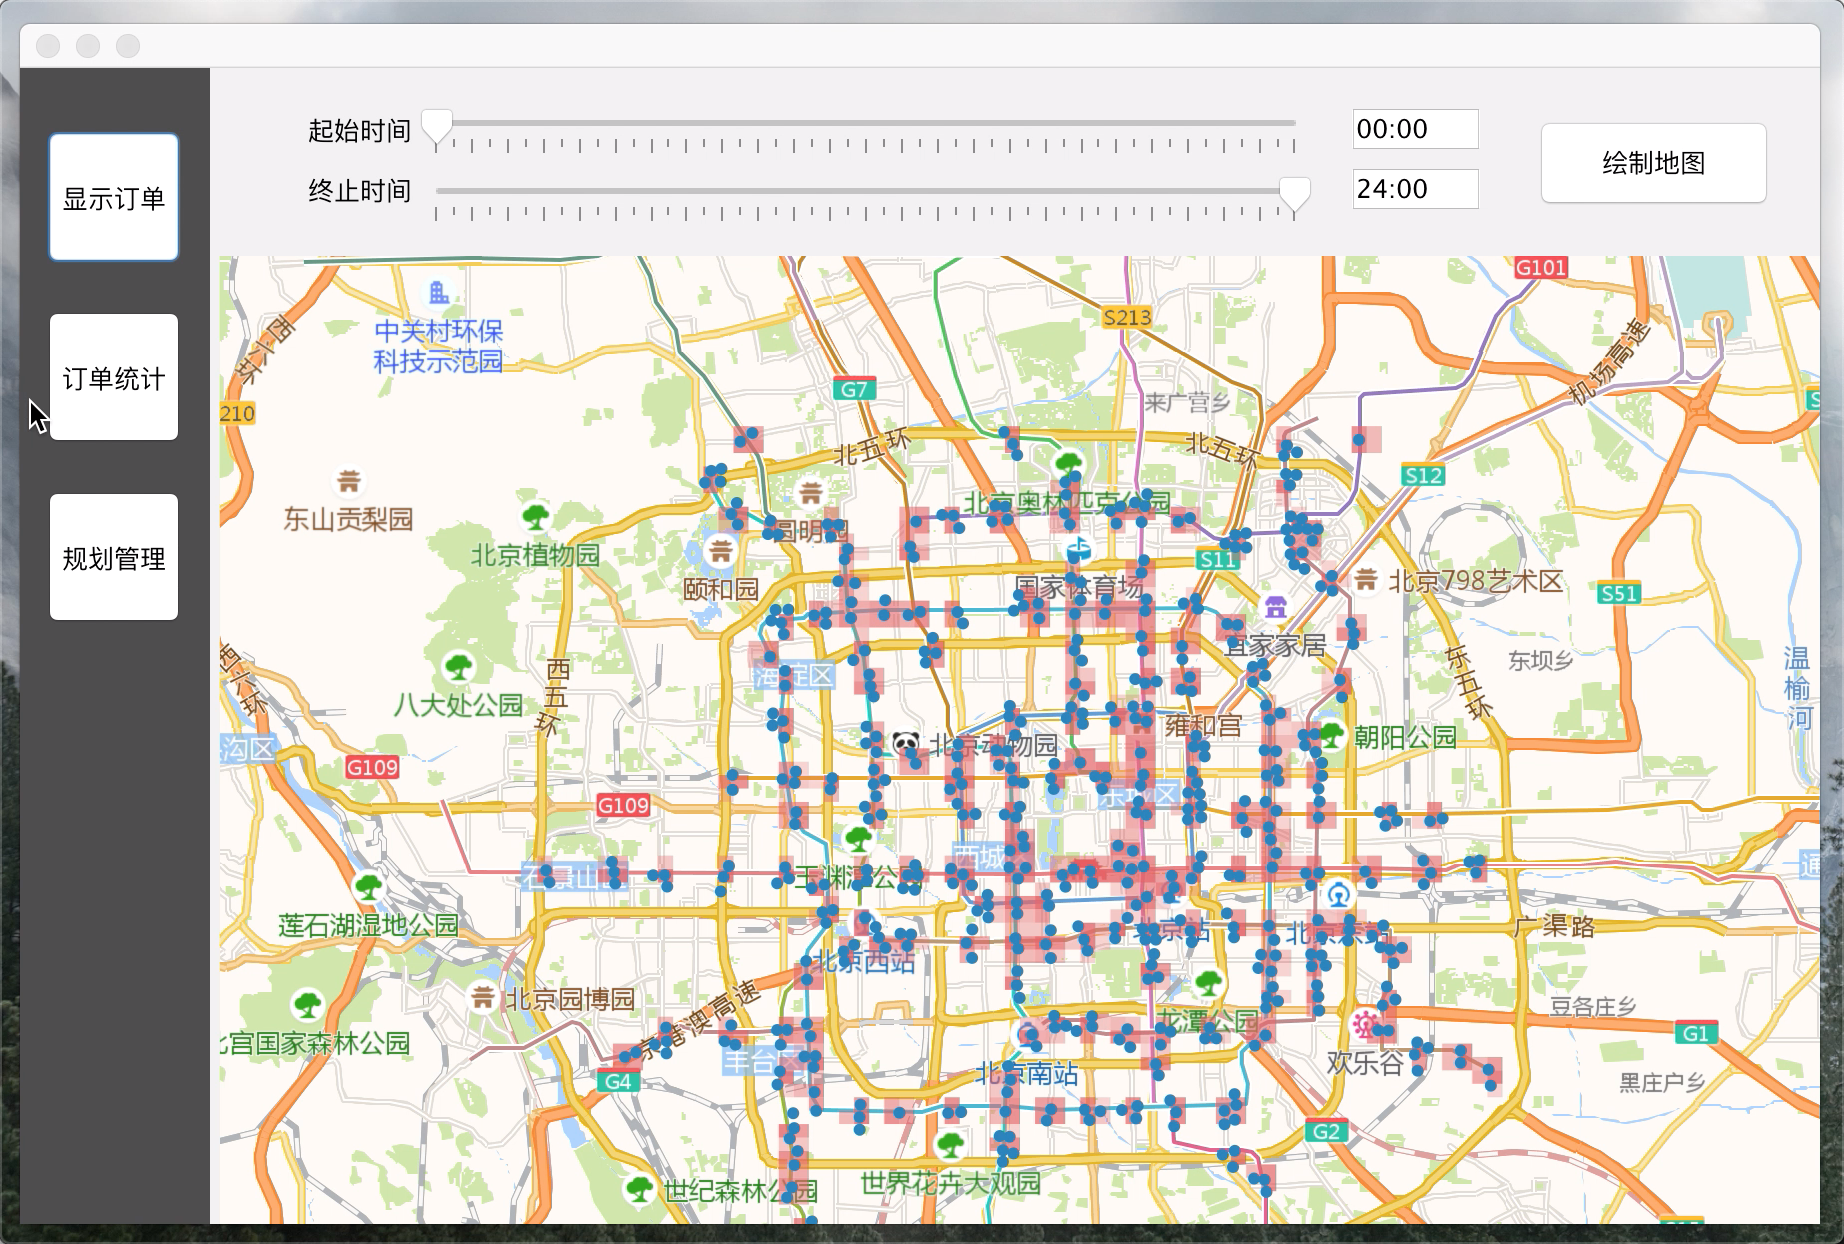 起始时间
00:00
终止时间
24:00
绘制地图
显示订单
订单统计
规划管理
G101
中关村环保
科技示范园
西六环
S213
机场高速
G7
来广营乡
210
北五环
北五环
S12
东山贡梨园
圆明园
北京奥林匹克公园
北京植物园
颐和园
国家体育场
S11
北京798艺术区
S51
宜家家居
东坝乡
温榆河
西六环
西五环
海淀区
东五环
八大处公园
雍和宫
朝阳公园
沟区
北京动物园
G109
G109
东城区
西城
石景山
玉渊潭公园
通
莲石湖湿地公园
北京站
广渠路
北京西站
北京园博园
京港澳高速
龙潭公园
豆各庄乡
北宫国家森林公园
丰台区
北京南站
欢乐谷
G1
G4
黑庄户乡
G2
世纪森林公园
世界花卉大观园